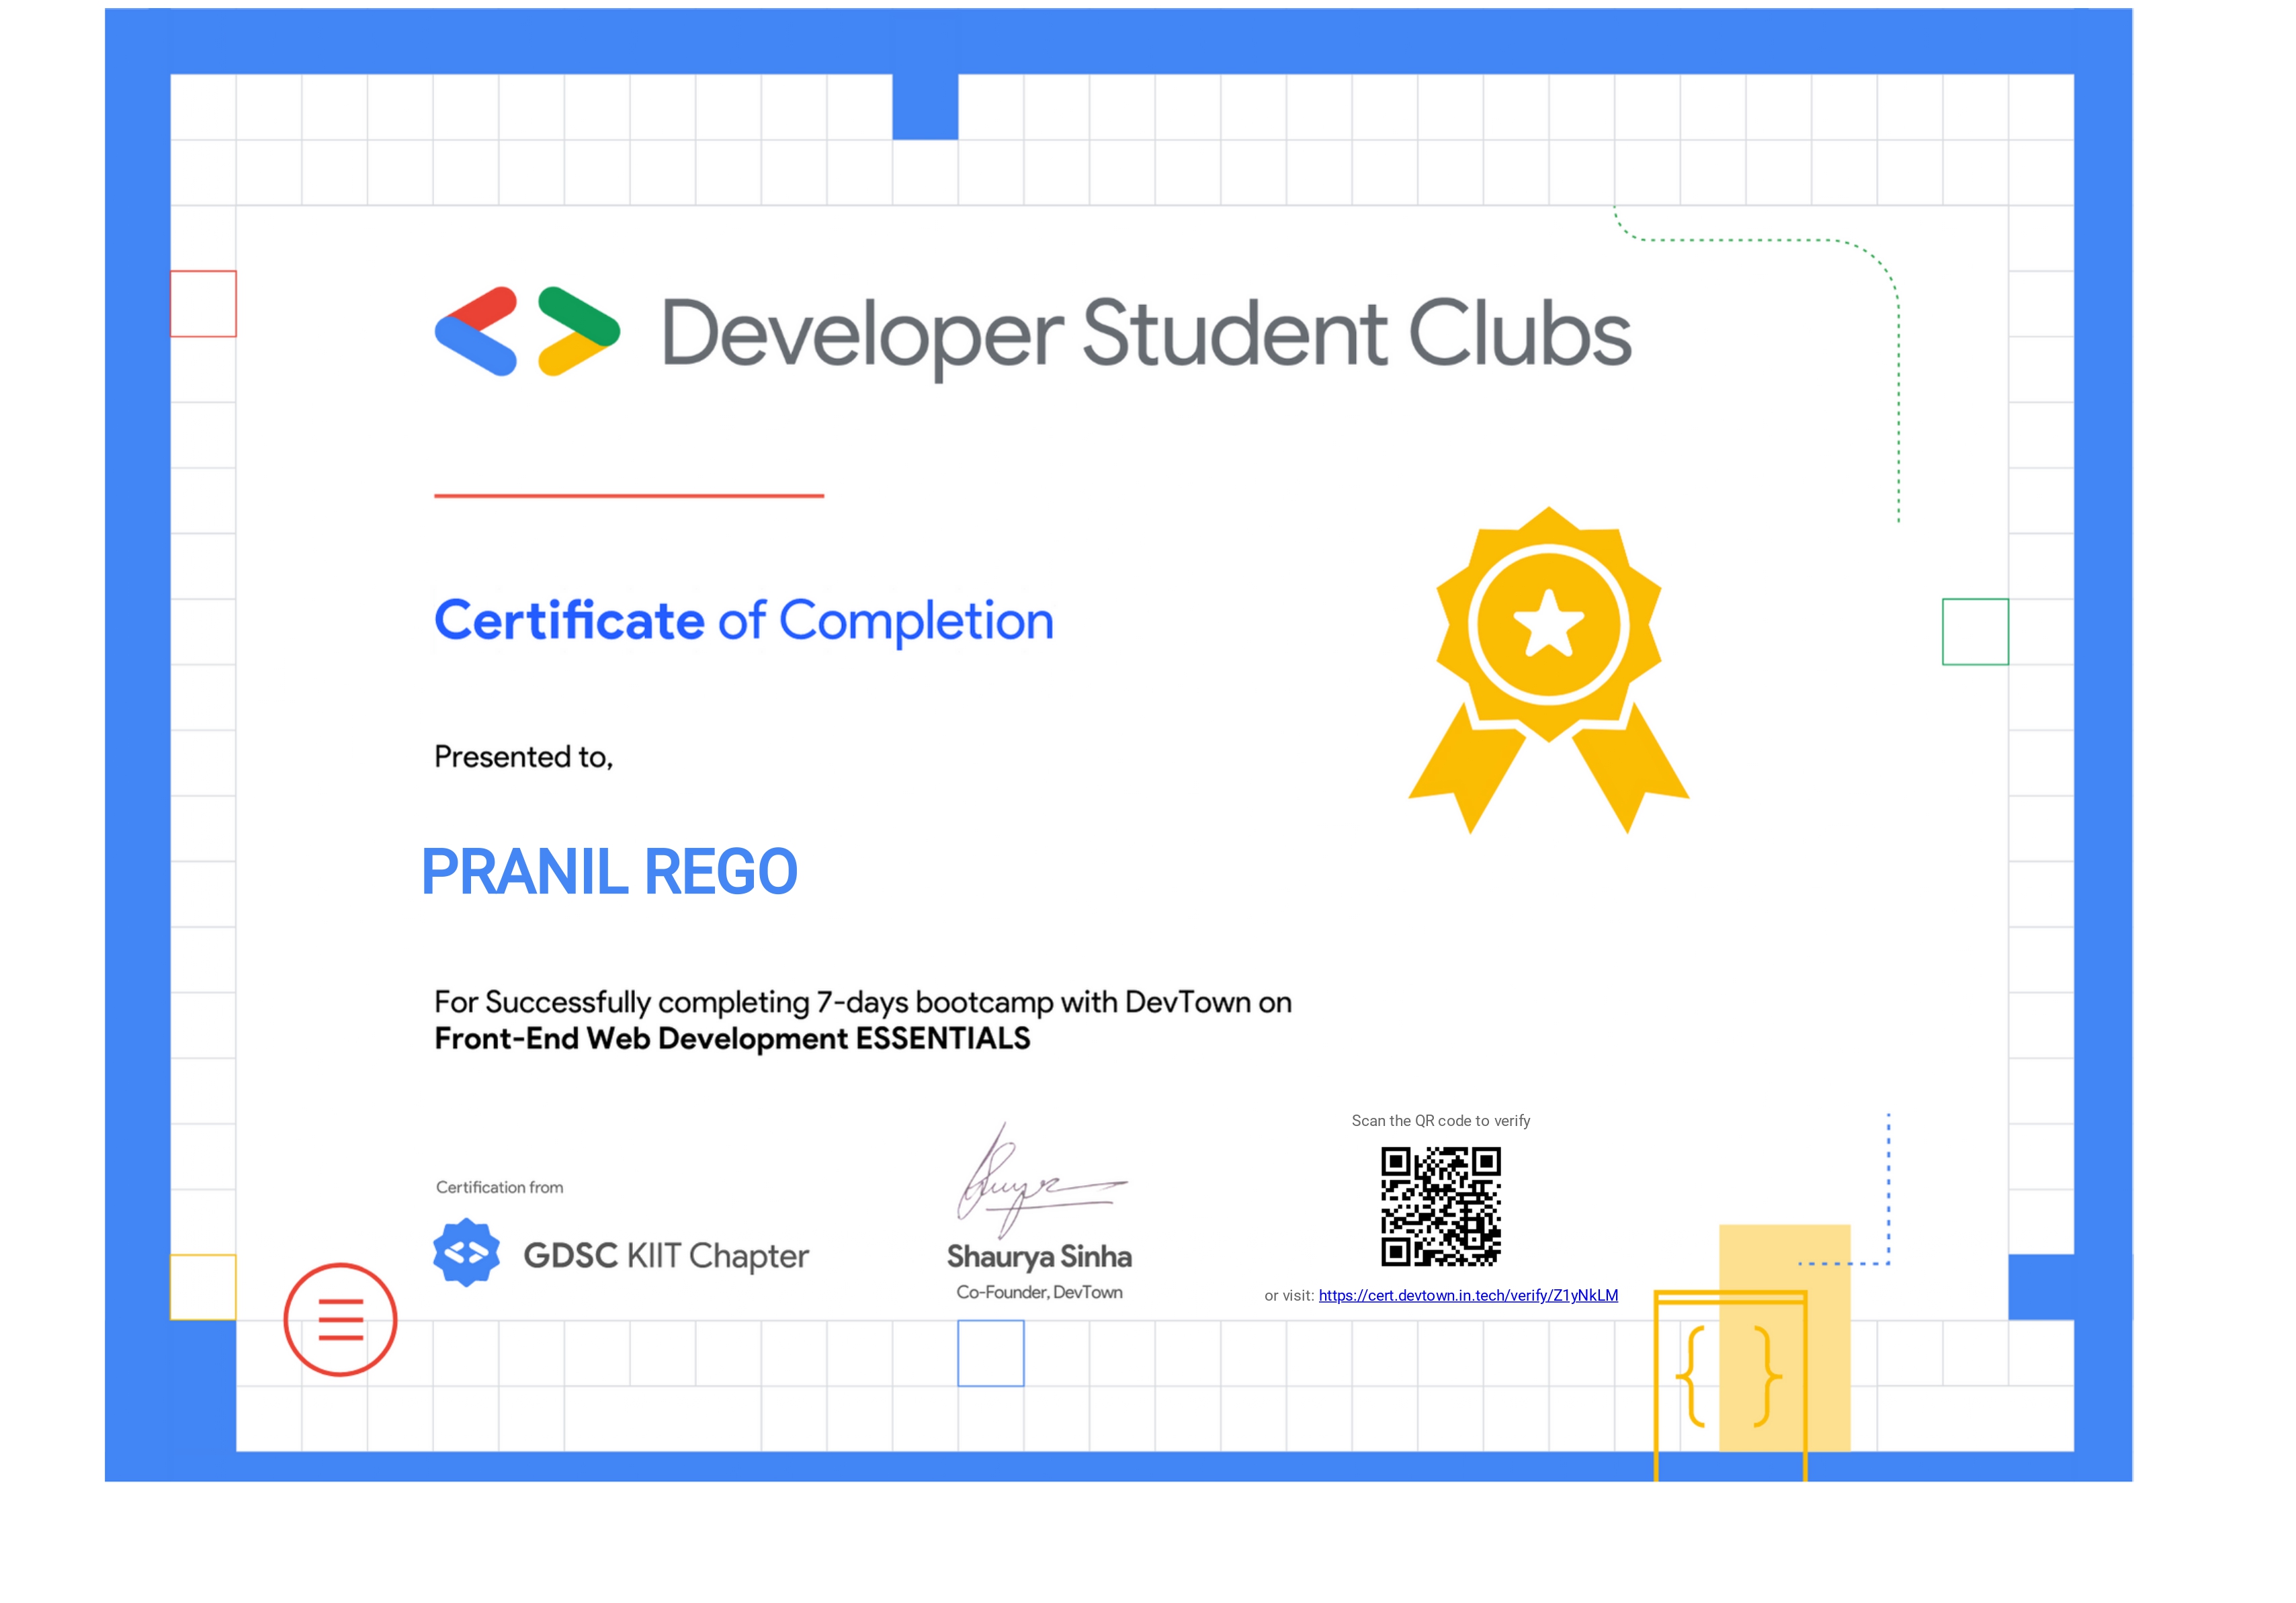 Developer Student Clubs
Certificate of Completion
Presented to,
PRANIL REGO
For Successfully completing 7-days bootcamp with DevTown on
Front-End Web Development ESSENTIALS
Scan the QR code to verify
Certification from
GDSC KIIT Chapter
Shaurya Sinha
Co-Founder, DevTown
or visit: https://cert.devtown.in.tech/verify/Z1yNkLM
{ }